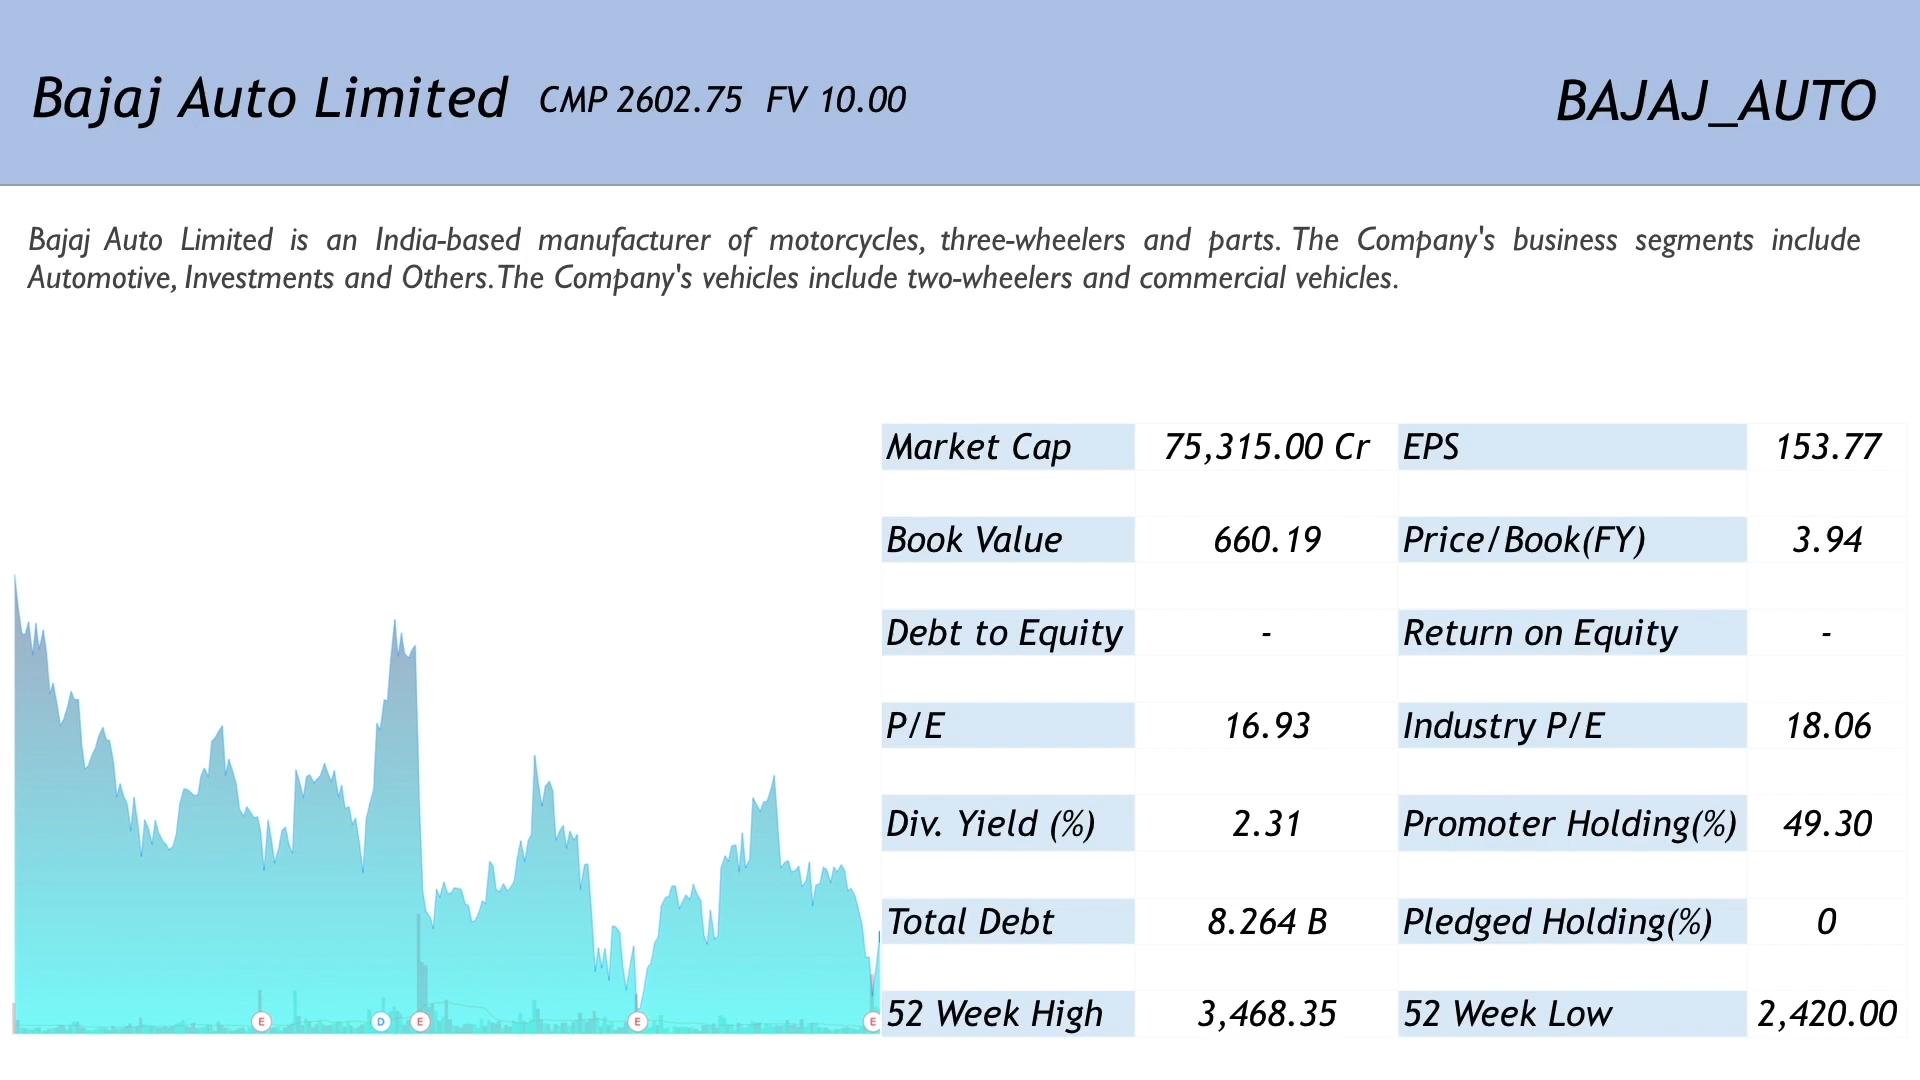 Bajaj Auto Limited CMP 2602.75 FV 10.00 BAJAJ_AUTO
Bajaj Auto Limited is an India-based manufacturer of motorcycles, three-wheelers and parts. The Company's business segments include
Automotive, Investments and Others. The Company's vehicles include two-wheelers and commercial vehicles.
Market Cap 75,315.00 Cr EPS 153.77
Book Value 660.19 Price/Book(FY) 3.94
Debt to Equity - Return on Equity -
P/E 16.93 Industry P/E 18.06
Div. Yield (%) 2.31 Promoter Holding(%) 49.30
Total Debt 8.264 B Pledged Holding(%) 0
52 Week High 3,468.35 52 Week Low 2,420.00
E D E E E